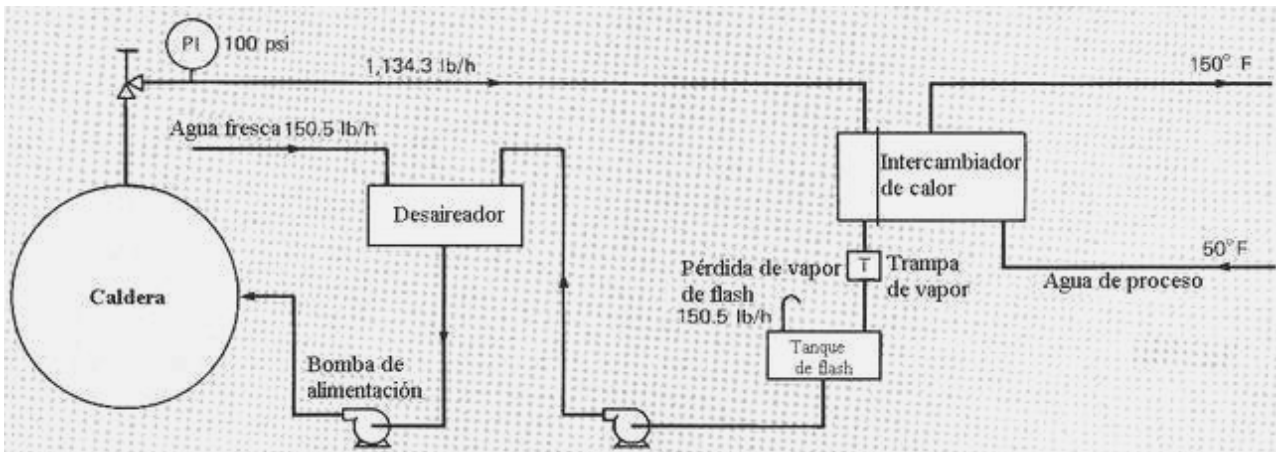 PI 100 psi
1,134.3 lb/h
150° F
Agua fresca 150.5 lb/h
Intercambiador
de calor
Desaireador
50°F
Caldera
Pérdida de vapor
de flash
150.5 lb/h
T
Trampa
de vapor
Agua de proceso
Tanque
de flash
Bomba de
alimentación